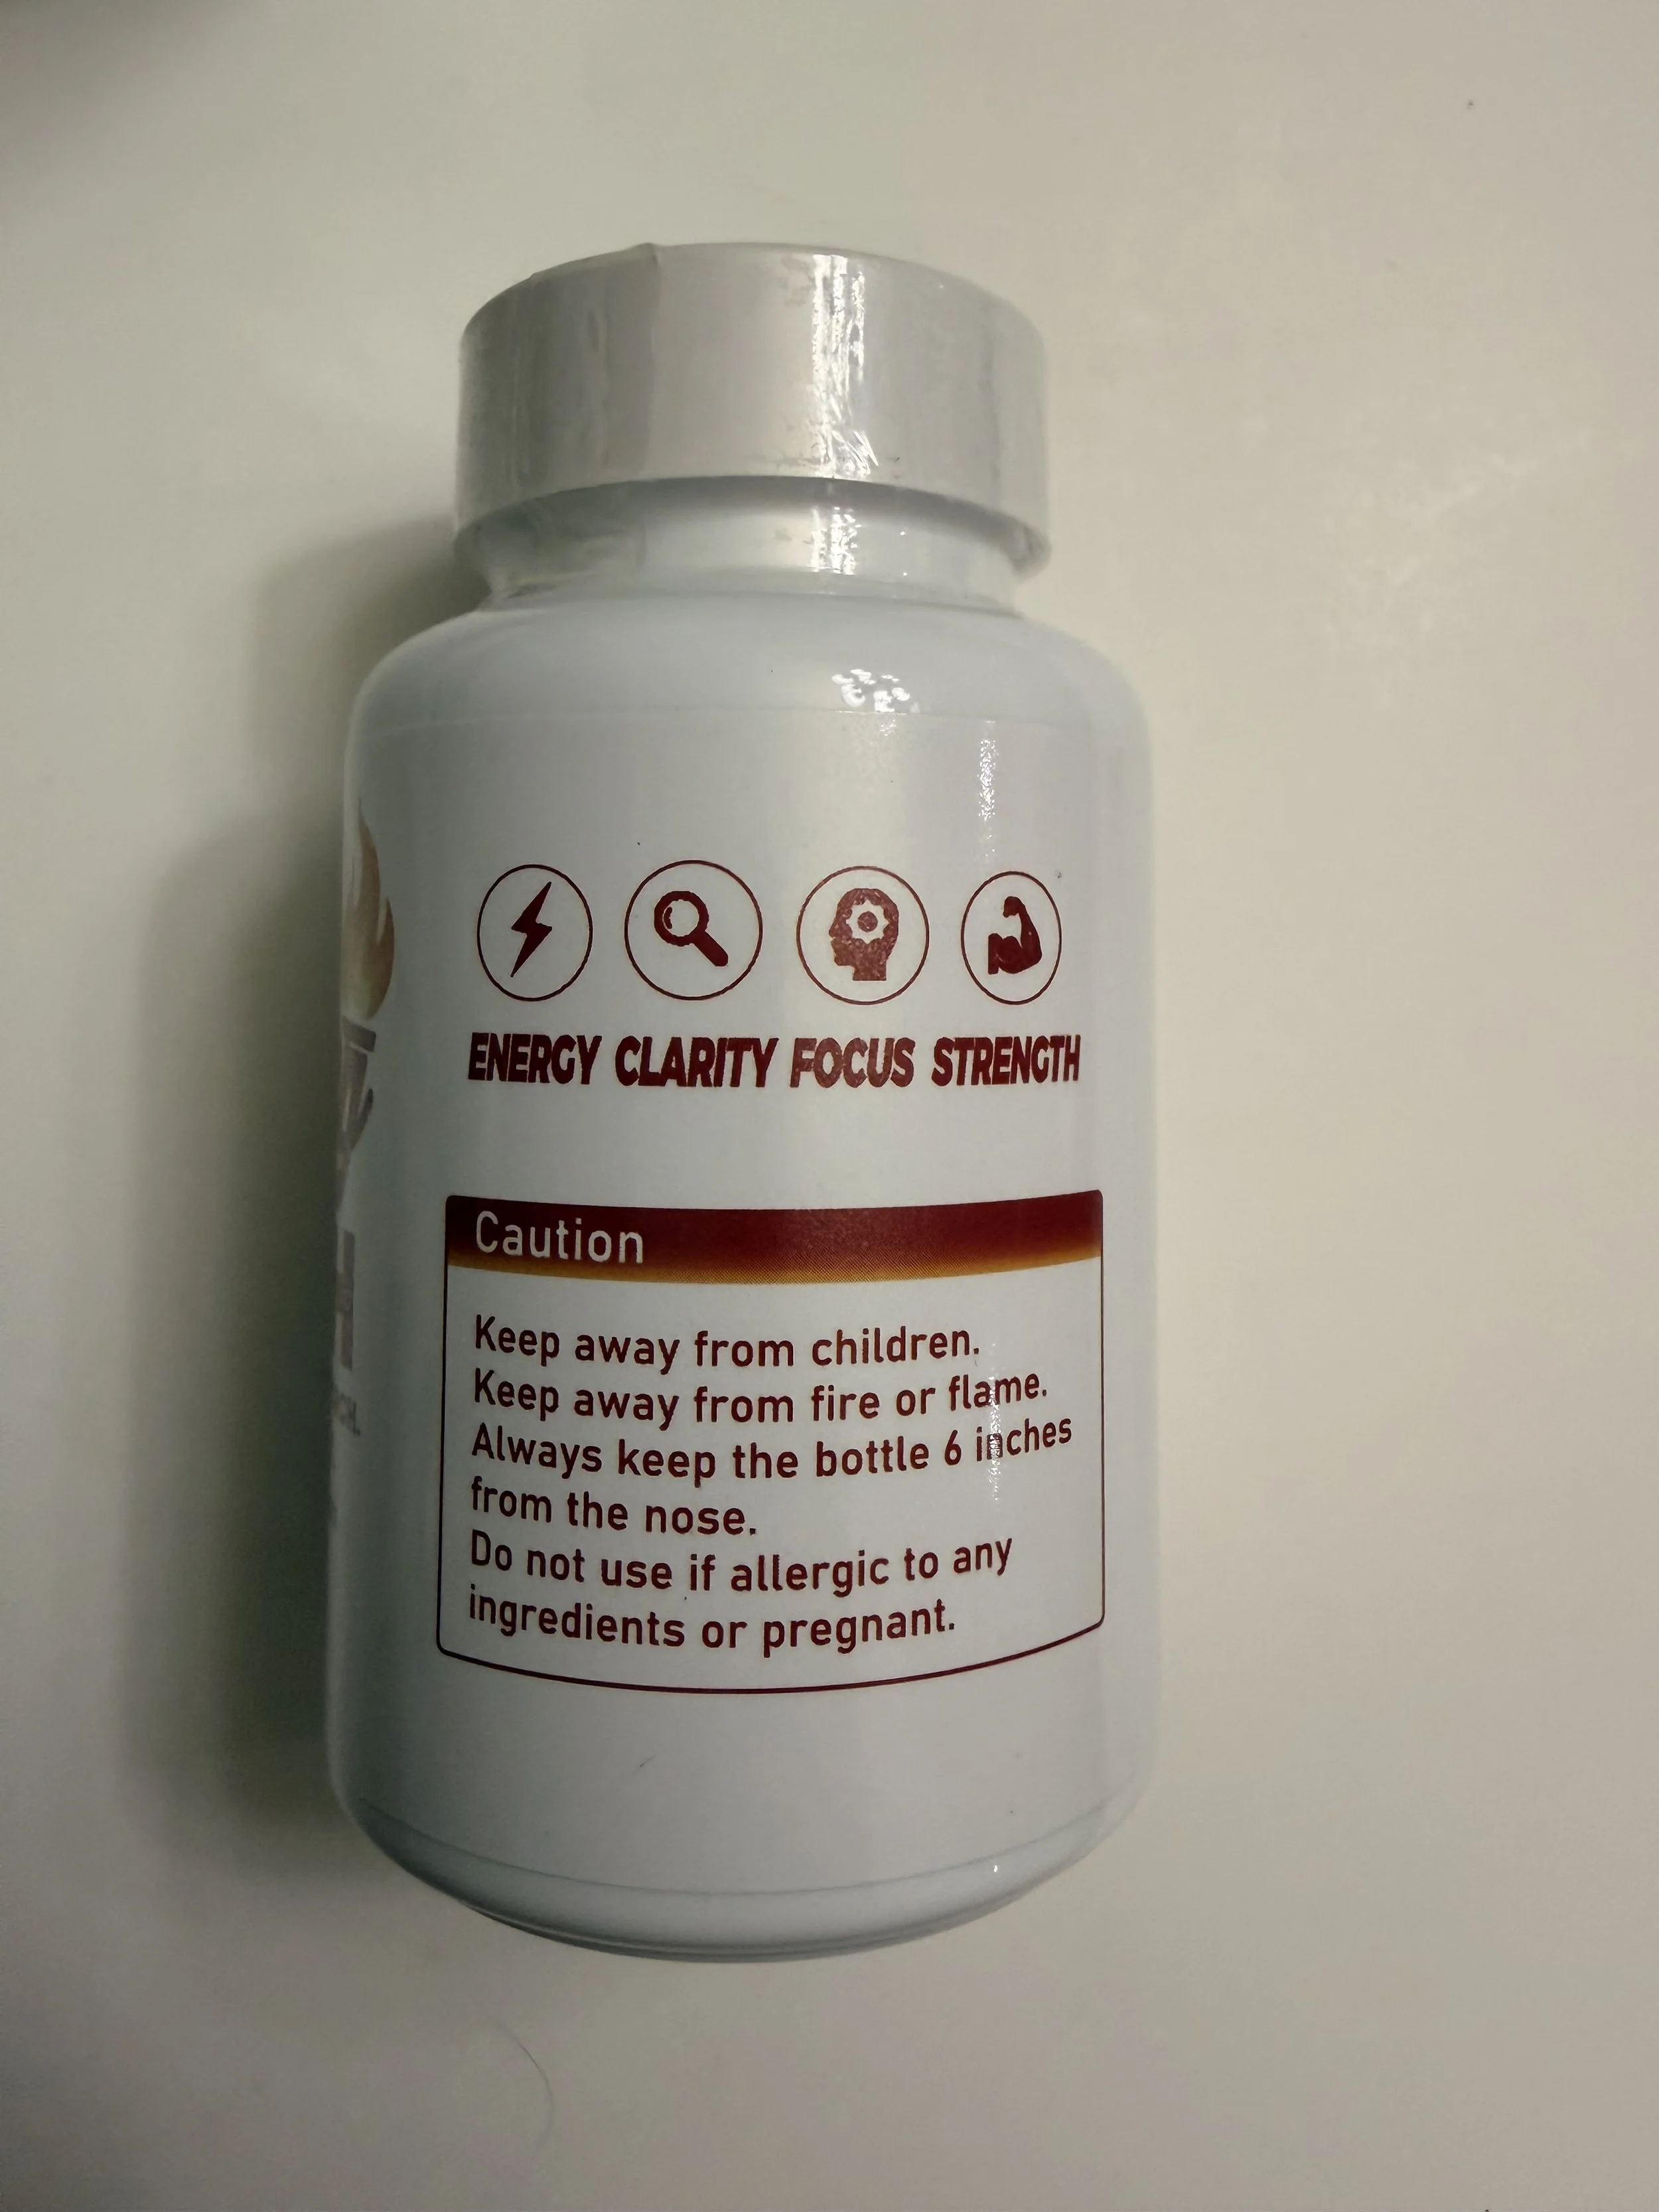 ENERGY CLARITY FOCUS STRENGTH
Caution
Keep away from children.
Keep away from fire or flame.
Always keep the bottle 6 inches
from the nose.
Do not use if allergic to any
ingredients or pregnant.